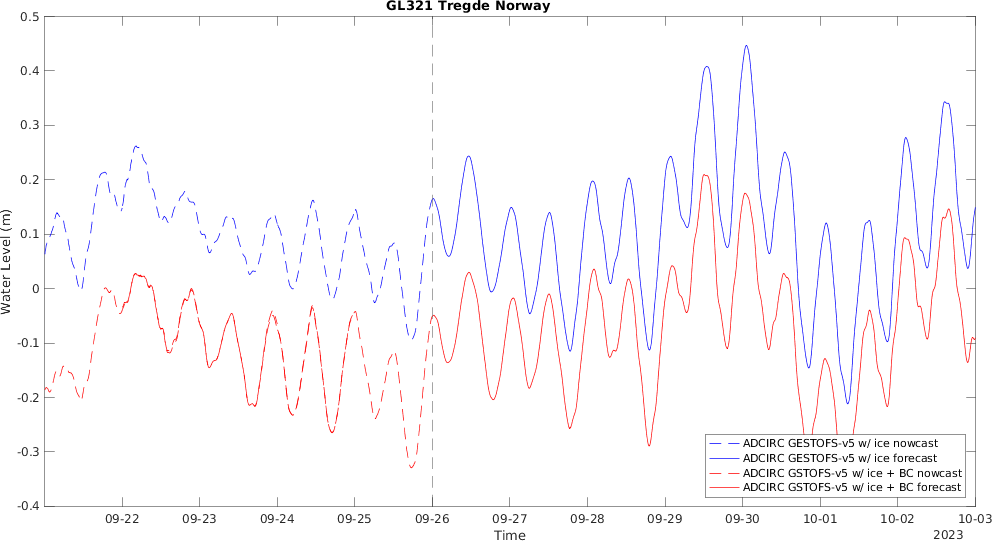 GL321 Tregde Norway
0.5
0.4
0.3
0.2
0.1
0
-0.1
-0.2
-0.3
-0.4
Water Level (m)
09-22 09-23 09-24 09-25 09-26 09-27 09-28 09-29 09-30 10-01 10-02 10-03
Time
2023
ADCIRC GESTOFS-v5 w/ ice nowcast
ADCIRC GESTOFS-v5 w/ ice forecast
ADCIRC GSTOFS-v5 w/ ice + BC nowcast
ADCIRC GSTOFS-v5 w/ ice + BC forecast